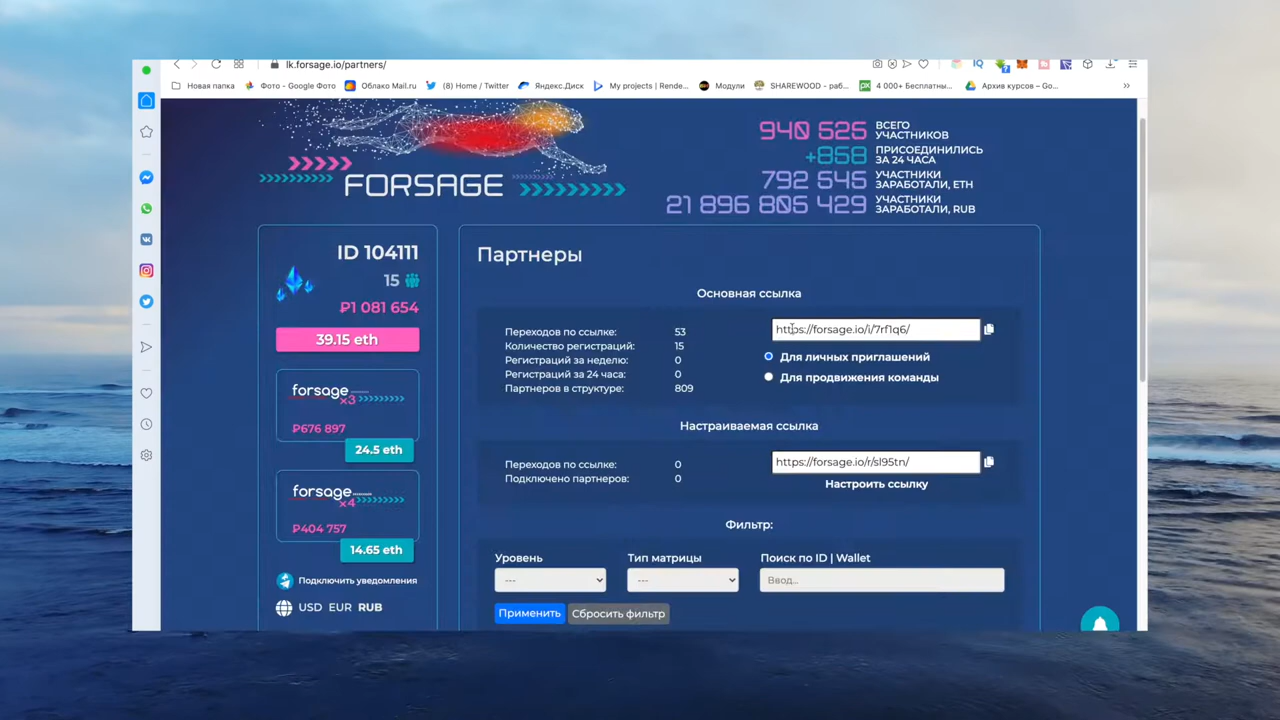 lk.forsage.io/partners/
Новая папка
Фото - Google Фото
Облако Mail.ru
(8) Home / Twitter
Яндекс.Диск
My projects | Rende...
Модули
SHAREWOOD - раб...
4 000+ Бесплатны...
Архив курсов – Go...
FORSAGE
940 526 ВСЕГО
УЧАСТНИКОВ
+858 ПРИСОЕДИНИЛИСЬ
ЗА 24 ЧАСА
792 545 УЧАСТНИКИ
ЗАРАБОТАЛИ, ETH
21 896 805 429 УЧАСТНИКИ
ЗАРАБОТАЛИ, RUB
ID 104111
15
₽1 081 654
39.15 eth
forsage
x3
₽676 897
24.5 eth
forsage
x4
₽404 757
14.65 eth
Подключить уведомления
USD EUR RUB
Партнеры
Основная ссылка
Переходов по ссылке: 53
Количество регистраций: 15
Регистраций за неделю: 0
Регистраций за 24 часа: 0
Партнеров в структуре: 809
https://forsage.io/i/7rf1q6/
Для личных приглашений
Для продвижения команды
Настраиваемая ссылка
Переходов по ссылке: 0
Подключено партнеров: 0
https://forsage.io/r/sl95tn/
Настроить ссылку
Фильтр:
Уровень
---
Тип матрицы
---
Поиск по ID | Wallet
Ввод...
Применить
Сбросить фильтр